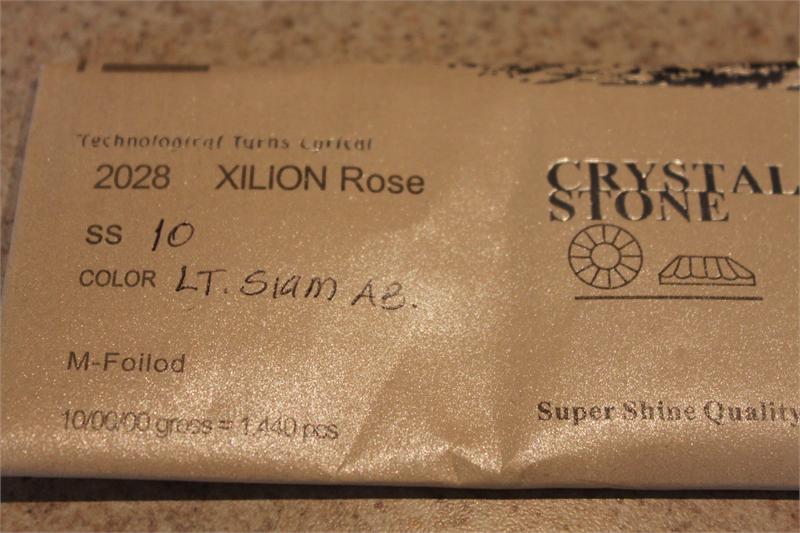 Technological Turns Lyrical
2028 XILION Rose
SS 10
COLOR LT. Siam AB.
M-Foilod
10/00/00 gross = 1,440 pcs
CRYSTAL
STONE
Super Shine Quality